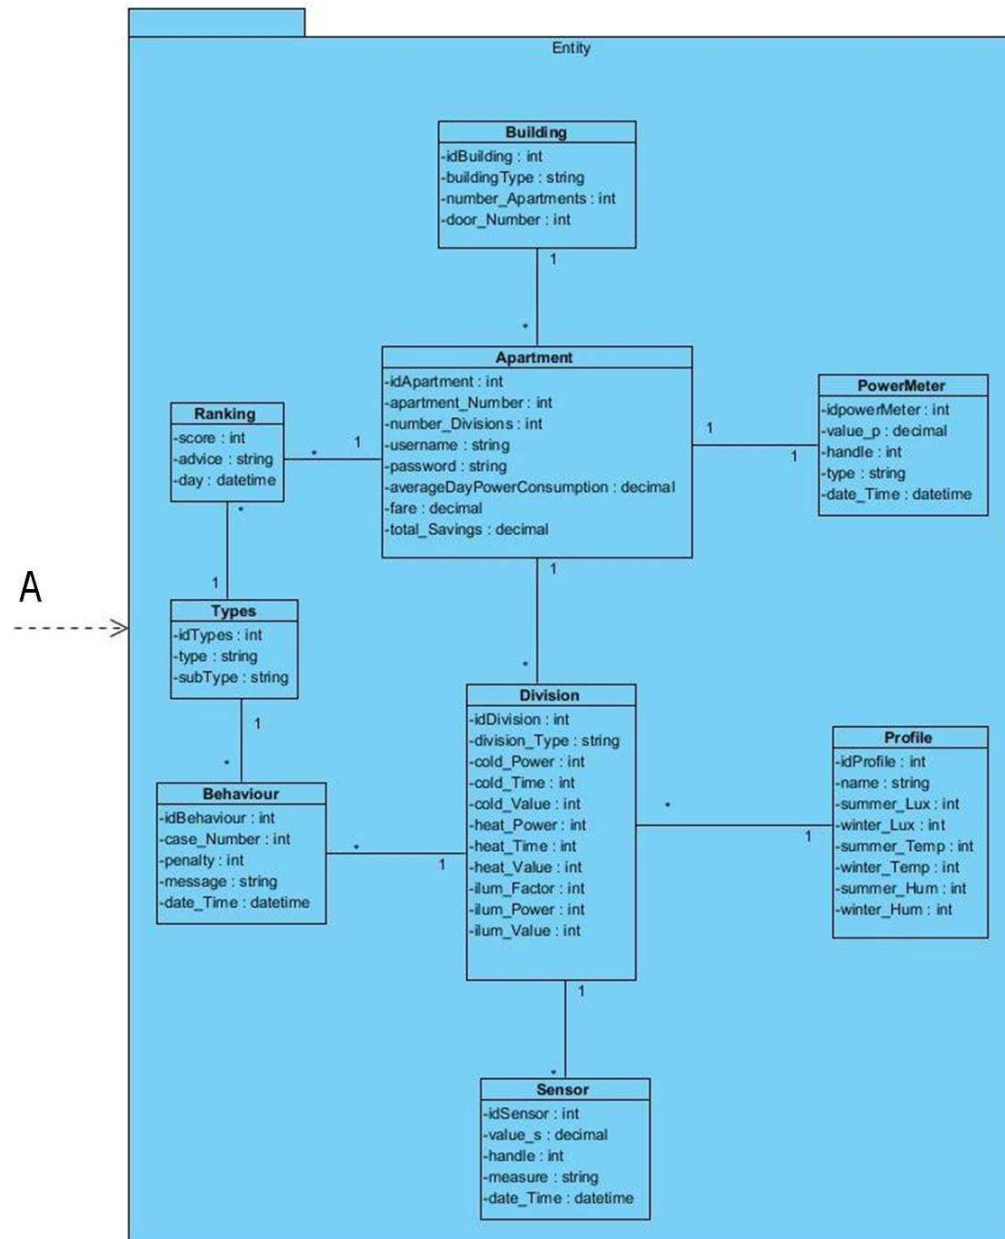 Entity
Building
-idBuilding : int
-buildingType : string
-number_Apartments : int
-door_Number : int
1
*
Apartment
-idApartment : int
-apartment_Number : int
-number_Divisions : int
-username : string
-password : string
-averageDayPowerConsumption : decimal
-fare : decimal
-total_Savings : decimal
1
1
PowerMeter
-idpowerMeter : int
-value_p : decimal
-handle : int
-type : string
-date_Time : datetime
1
*
Ranking
-score : int
-advice : string
-day : datetime
*
1
A
Types
-idTypes : int
-type : string
-subType : string
1
*
1
*
Division
-idDivision : int
-division_Type : string
-cold_Power : int
-cold_Time : int
-cold_Value : int
-heat_Power : int
-heat_Time : int
-heat_Value : int
-ilum_Factor : int
-ilum_Power : int
-ilum_Value : int
*
1
Profile
-idProfile : int
-name : string
-summer_Lux : int
-winter_Lux : int
-summer_Temp : int
-winter_Temp : int
-summer_Hum : int
-winter_Hum : int
Behaviour
-idBehaviour : int
-case_Number : int
-penalty : int
-message : string
-date_Time : datetime
*
1
1
*
Sensor
-idSensor : int
-value_s : decimal
-handle : int
-measure : string
-date_Time : datetime